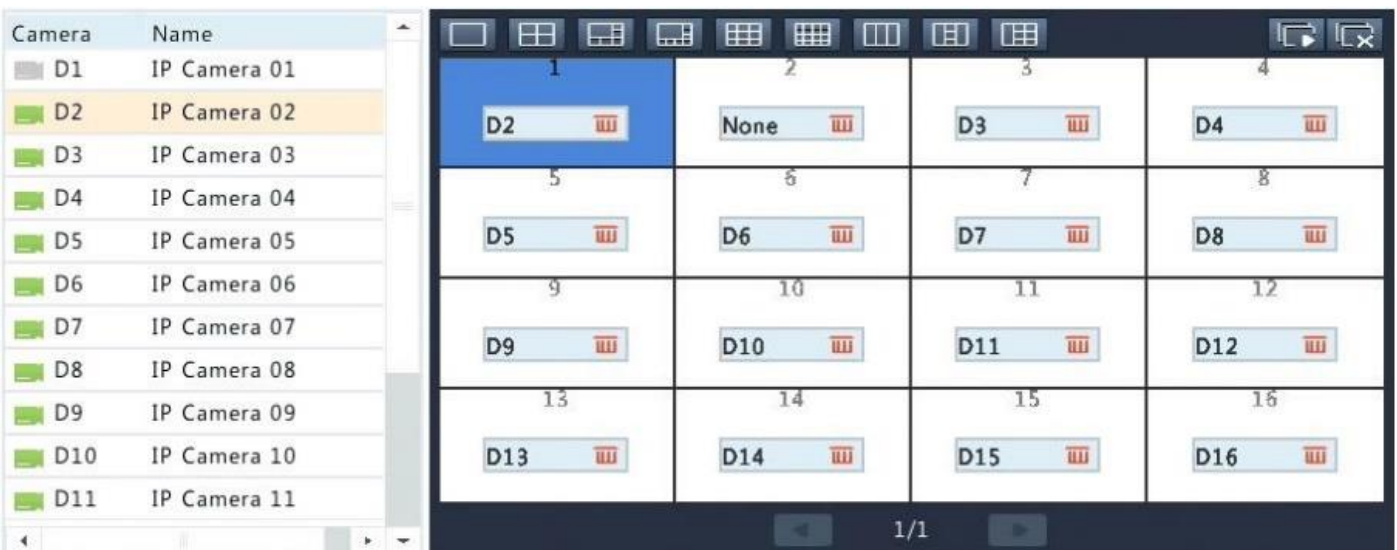 Camera Name
D1 IP Camera 01
D2 IP Camera 02
D3 IP Camera 03
D4 IP Camera 04
D5 IP Camera 05
D6 IP Camera 06
D7 IP Camera 07
D8 IP Camera 08
D9 IP Camera 09
D10 IP Camera 10
D11 IP Camera 11
1 2 3 4
D2 None D3 D4
5 6 7 8
D5 D6 D7 D8
9 10 11 12
D9 D10 D11 D12
13 14 15 16
D13 D14 D15 D16
1/1